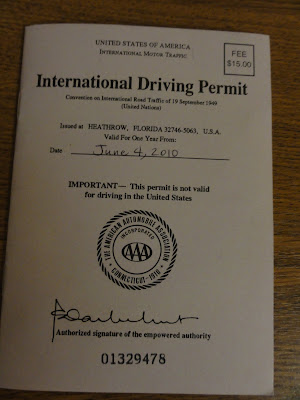 UNITED STATES OF AMERICA
INTERNATIONAL MOTOR TRAFFIC
FEE
$15.00
International Driving Permit
Convention on International Road Traffic of 19 September 1949
(United Nations)
Issued at HEATHROW, FLORIDA 32746-5063, U.S.A.
Valid For One Year From:
Date June 4, 2010
IMPORTANT— This permit is not valid
for driving in the United States
THE AMERICAN AUTOMOBILE ASSOCIATION
INCORPORATED
AAA
CONNECTICUT·1910
Authorized signature of the empowered authority
01329478